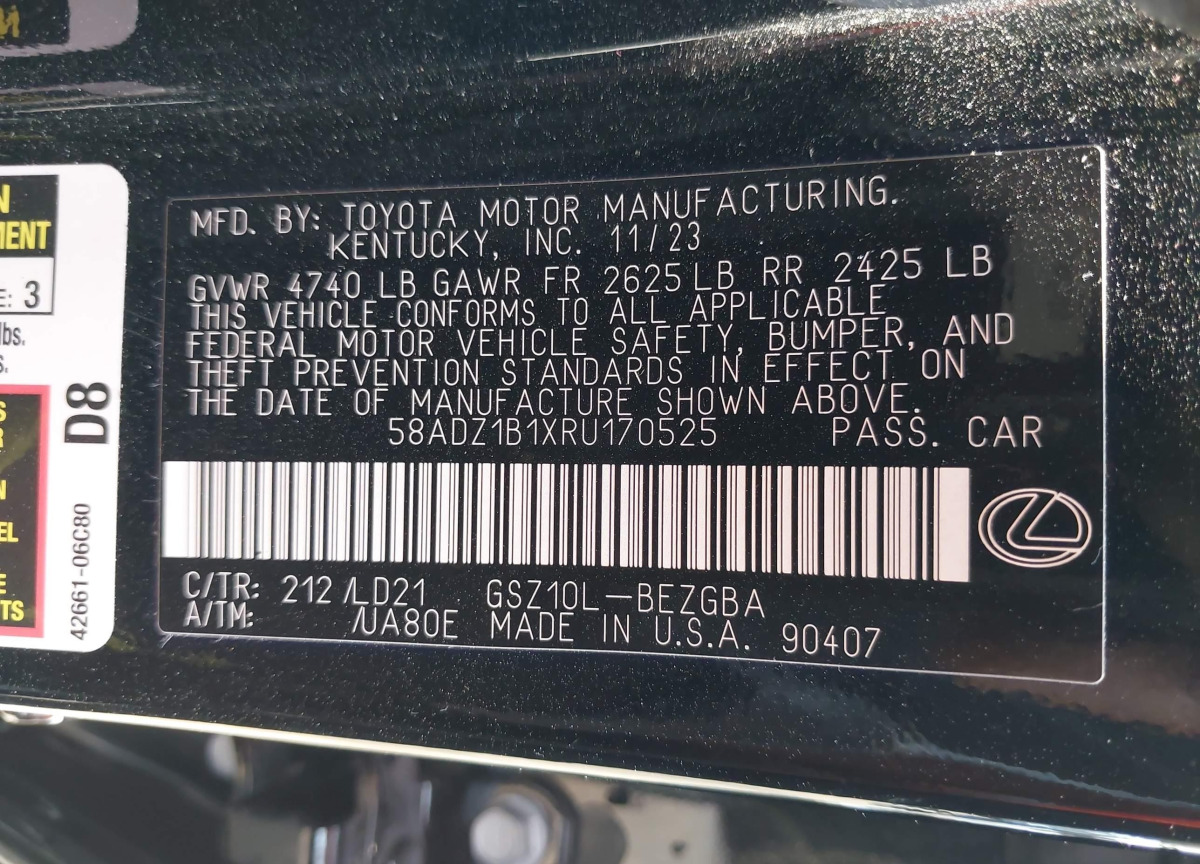 MFD. BY: TOYOTA MOTOR MANUFACTURING.
KENTUCKY, INC. 11/23
GVWR 4740 LB GAWR FR 2625 LB RR 2425 LB
THIS VEHICLE CONFORMS TO ALL APPLICABLE
FEDERAL MOTOR VEHICLE SAFETY, BUMPER, AND
THEFT PREVENTION STANDARDS IN EFFECT ON
THE DATE OF MANUFACTURE SHOWN ABOVE.
58ADZ1B1XRU170525 PASS. CAR
C/TR: 212 /LD21 GSZ10L-BEZGBA
A/TM: /UA80E MADE IN U.S.A. 90407
3
lbs.
D8
42661-06C80